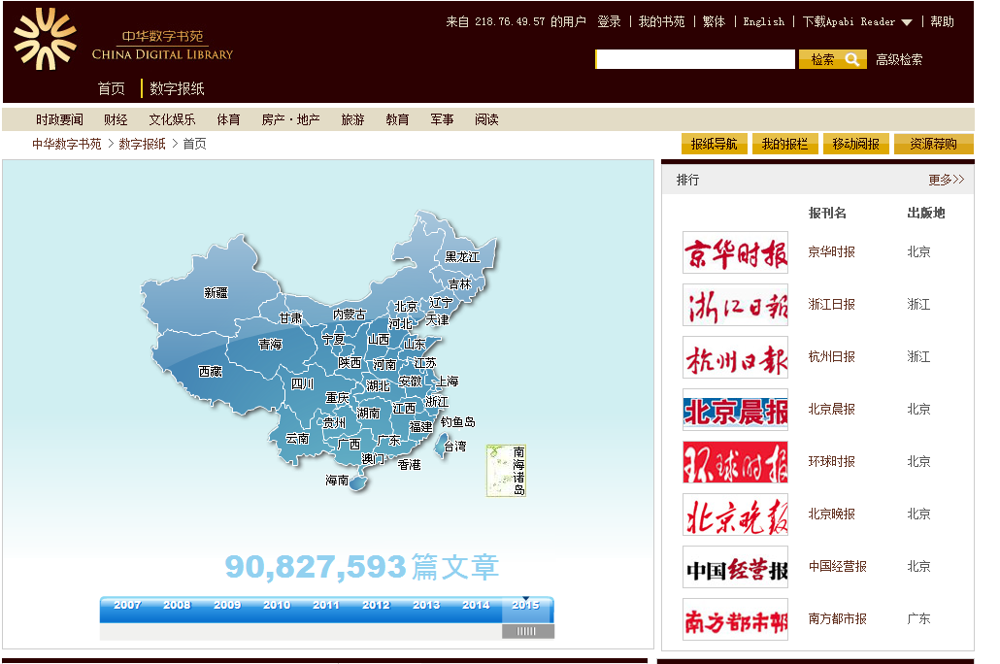 来自 218.76.49.57 的用户 登录 | 我的书苑 | 繁体 | English | 下载Apabi Reader | 帮助
中华数字书苑
CHINA DIGITAL LIBRARY
检索 高级检索
首页 数字报纸
时政要闻 财经 文化娱乐 体育 房产·地产 旅游 教育 军事 阅读
中华数字书苑 > 数字报纸 > 首页
报纸导航 我的报栏 移动阅报 资源荐购
黑龙江
吉林
新疆
辽宁
北京
内蒙古
甘肃
天津
河北
宁夏
山西
山东
青海
陕西
河南
江苏
西藏
四川
湖北
安徽
上海
重庆
浙江
江西
湖南
贵州
福建
钓鱼岛
云南
广西
广东
台湾
澳门
香港
海南
南海诸岛
90,827,593篇文章
2007 2008 2009 2010 2011 2012 2013 2014 2015
排行 更多>>
报刊名 出版地
京华时报 京华时报 北京
浙江日报 浙江日报 浙江
杭州日报 杭州日报 浙江
北京晨报 北京晨报 北京
环球时报 环球时报 北京
北京晚报 北京晚报 北京
中国经营报 中国经营报 北京
南方都市报 南方都市报 广东